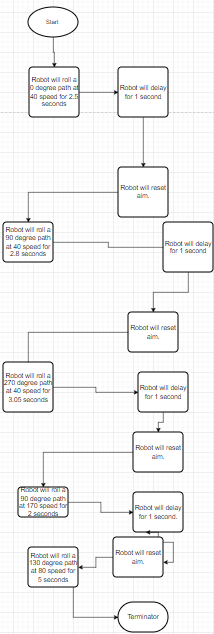 Start
Robot will roll a
0 degree path at
40 speed for 2.5
seconds
Robot will delay
for 1 second
Robot will reset
aim.
Robot will roll a
90 degree path
at 40 speed for
2.8 seconds
Robot will delay
for 1 second
Robot will reset
aim.
Robot will roll a
270 degree path
at 40 speed for
3.05 seconds
Robot will delay
for 1 second
Robot will reset
aim.
Robot will roll a
90 degree path
at 170 speed for
2 seconds
Robot will delay
for 1 second.
Robot will reset
aim.
Robot will roll a
130 degree path
at 80 speed for
5 seconds
Terminator